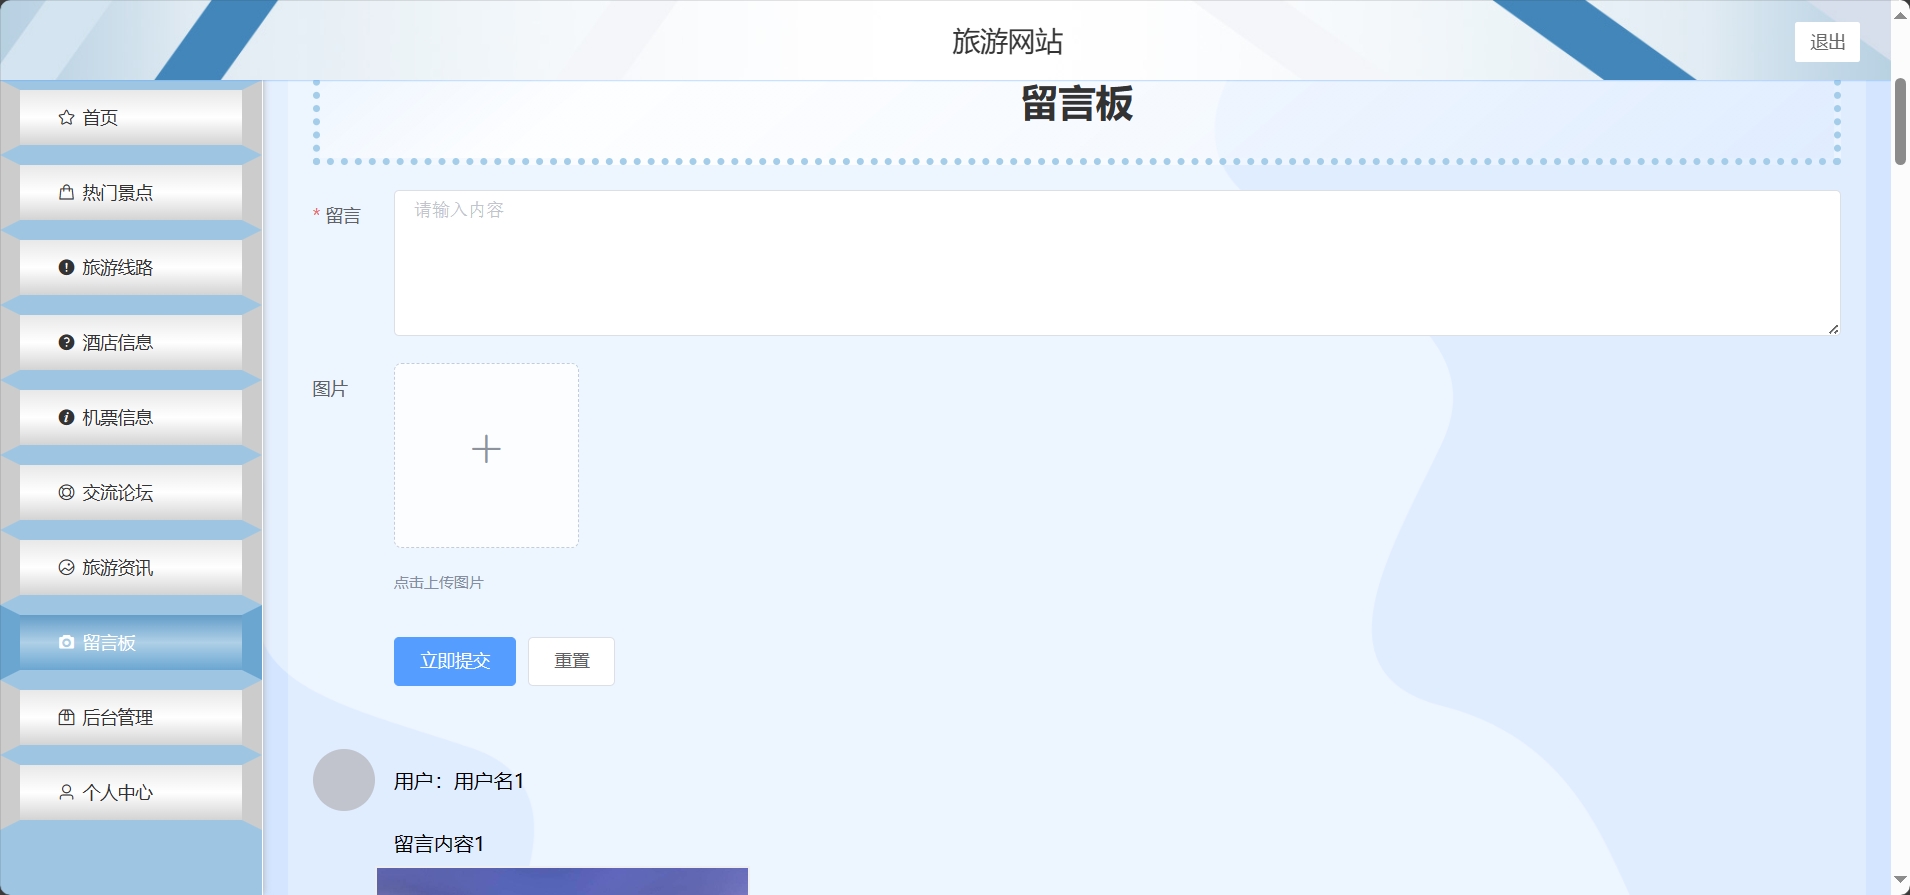 旅游网站
退出
首页
热门景点
旅游线路
酒店信息
机票信息
交流论坛
旅游资讯
留言板
后台管理
个人中心
留言板
* 留言
请输入内容
图片
点击上传图片
立即提交
重置
用户：用户名1
留言内容1